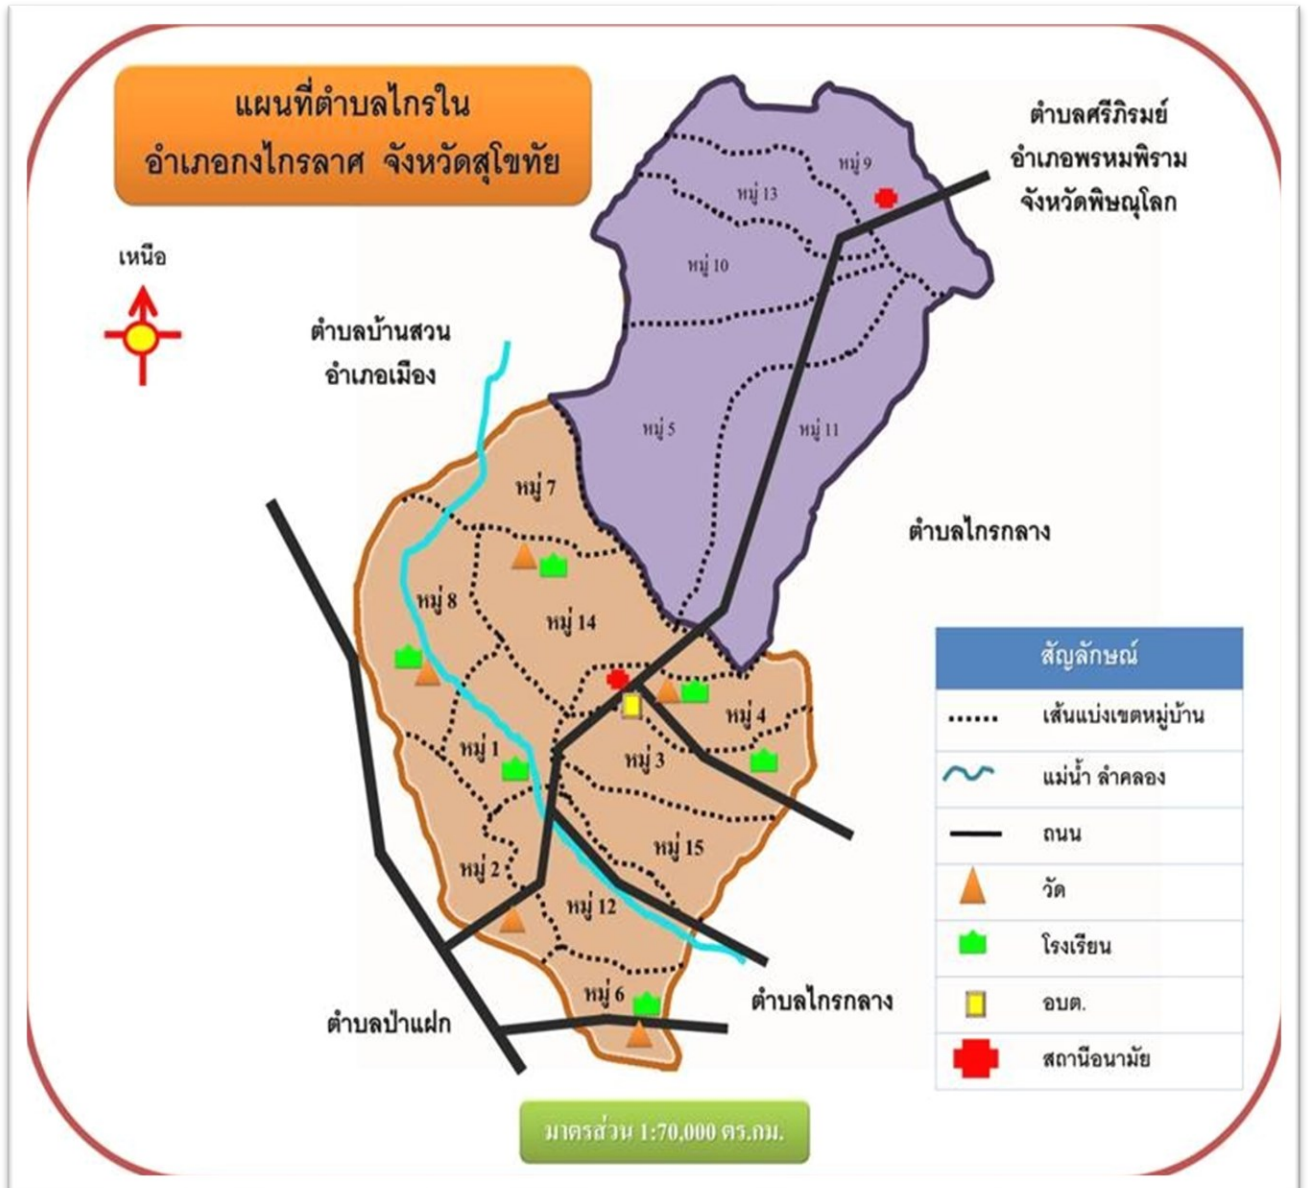 แผนที่ตำบลไกรใน
อำเภอกงไกรลาศ จังหวัดสุโขทัย
ตำบลศรีภิรมย์
อำเภอพรหมพิราม
จังหวัดพิษณุโลก
เหนือ
ตำบลบ้านสวน
อำเภอเมือง
หมู่ 9
หมู่ 13
หมู่ 10
หมู่ 5
หมู่ 11
หมู่ 7
ตำบลไกรกลาง
หมู่ 8
หมู่ 14
หมู่ 4
หมู่ 1
หมู่ 3
หมู่ 15
หมู่ 2
หมู่ 12
หมู่ 6
ตำบลไกรกลาง
ตำบลป่าแฝก
สัญลักษณ์
เส้นแบ่งเขตหมู่บ้าน
แม่น้ำ ลำคลอง
ถนน
วัด
โรงเรียน
อบต.
สถานีอนามัย
มาตรส่วน 1:70,000 ตร.กม.